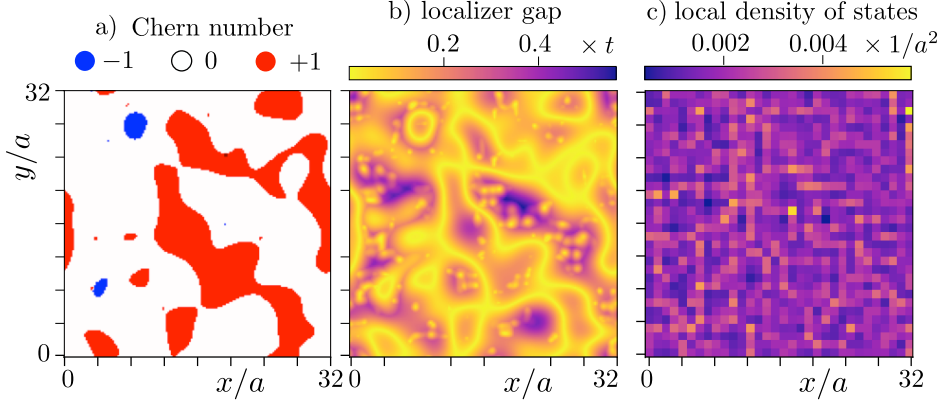 a) Chern number
−1 0 +1
32
y/a
0
0 x/a 32
b) localizer gap
0.2 0.4 × t
0 x/a 32
c) local density of states
0.002 0.004 × 1/a²
0 x/a 32